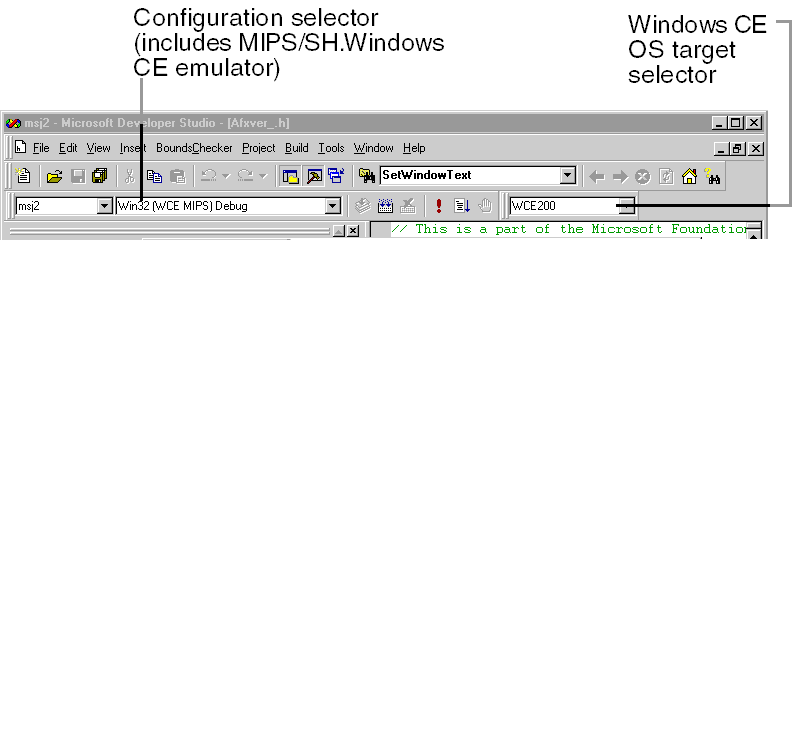 Configuration selector
(includes MIPS/SH.Windows
CE emulator)
Windows CE
OS target
selector
msj2 - Microsoft Developer Studio - [Afxver_.h]
File Edit View Insert BoundsChecker Project Build Tools Window Help
SetWindowText
msj2 Win32 (WCE MIPS) Debug WCE200
// This is a part of the Microsoft Foundation